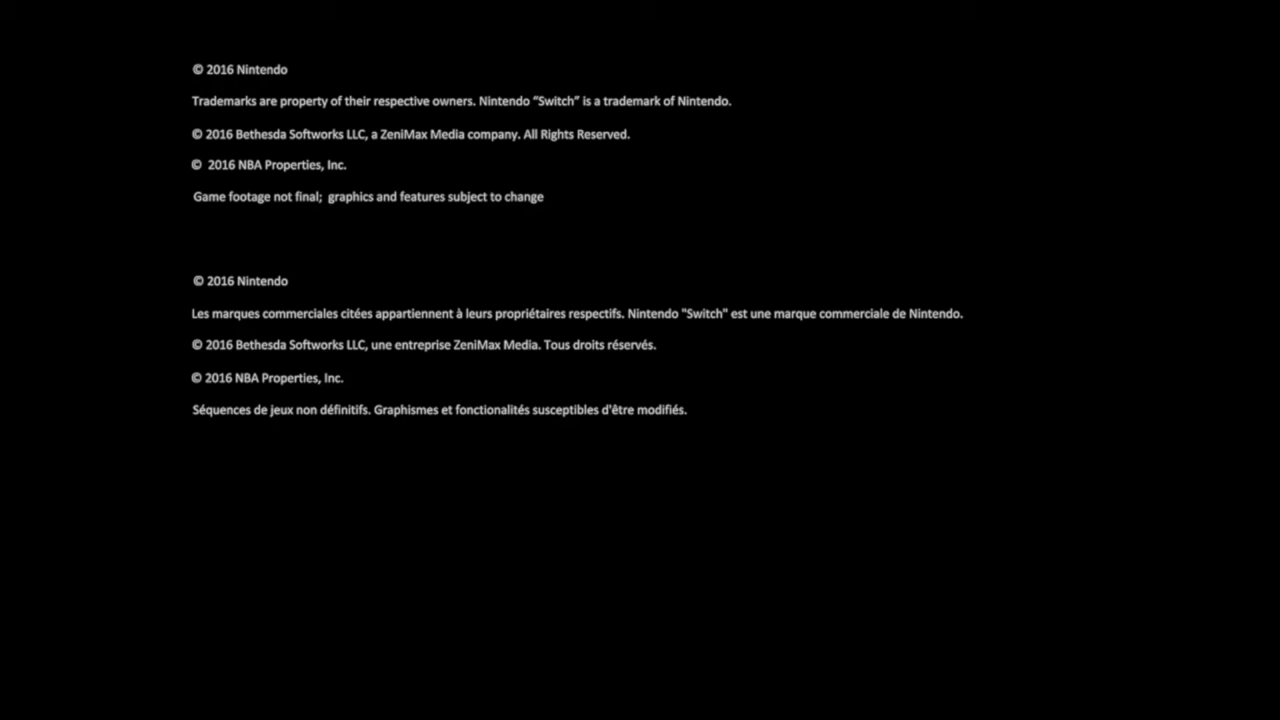 © 2016 Nintendo
Trademarks are property of their respective owners. Nintendo “Switch” is a trademark of Nintendo.
© 2016 Bethesda Softworks LLC, a ZeniMax Media company. All Rights Reserved.
©  2016 NBA Properties, Inc.
Game footage not final;  graphics and features subject to change
© 2016 Nintendo
Les marques commerciales citées appartiennent à leurs propriétaires respectifs. Nintendo "Switch" est une marque commerciale de Nintendo.
© 2016 Bethesda Softworks LLC, une entreprise ZeniMax Media. Tous droits réservés.
© 2016 NBA Properties, Inc.
Séquences de jeux non définitifs. Graphismes et fonctionalités susceptibles d'être modifiés.